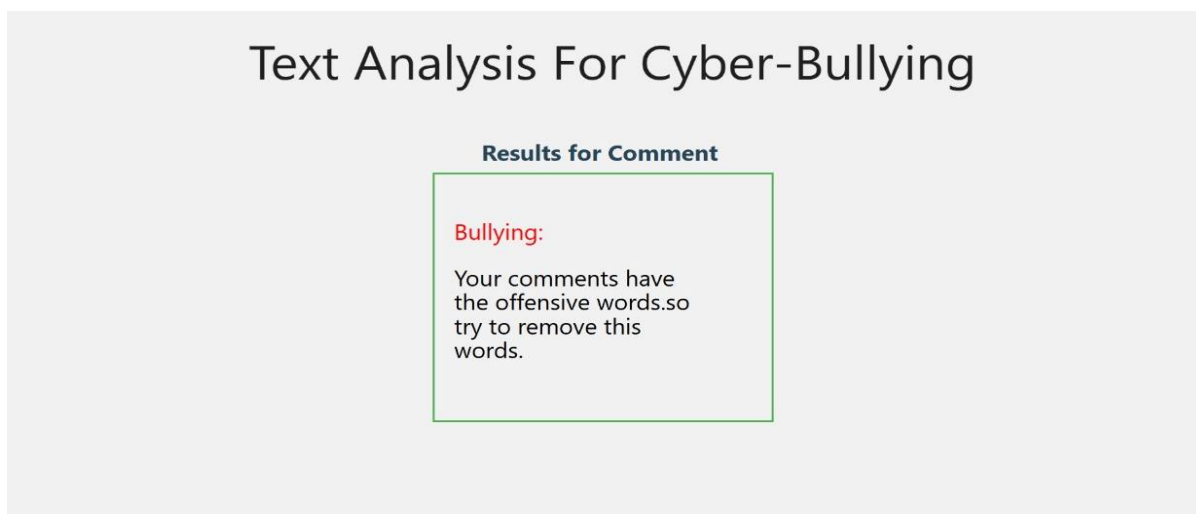 Text Analysis For Cyber-Bullying
Results for Comment
Bullying:
Your comments have
the offensive words.so
try to remove this
words.